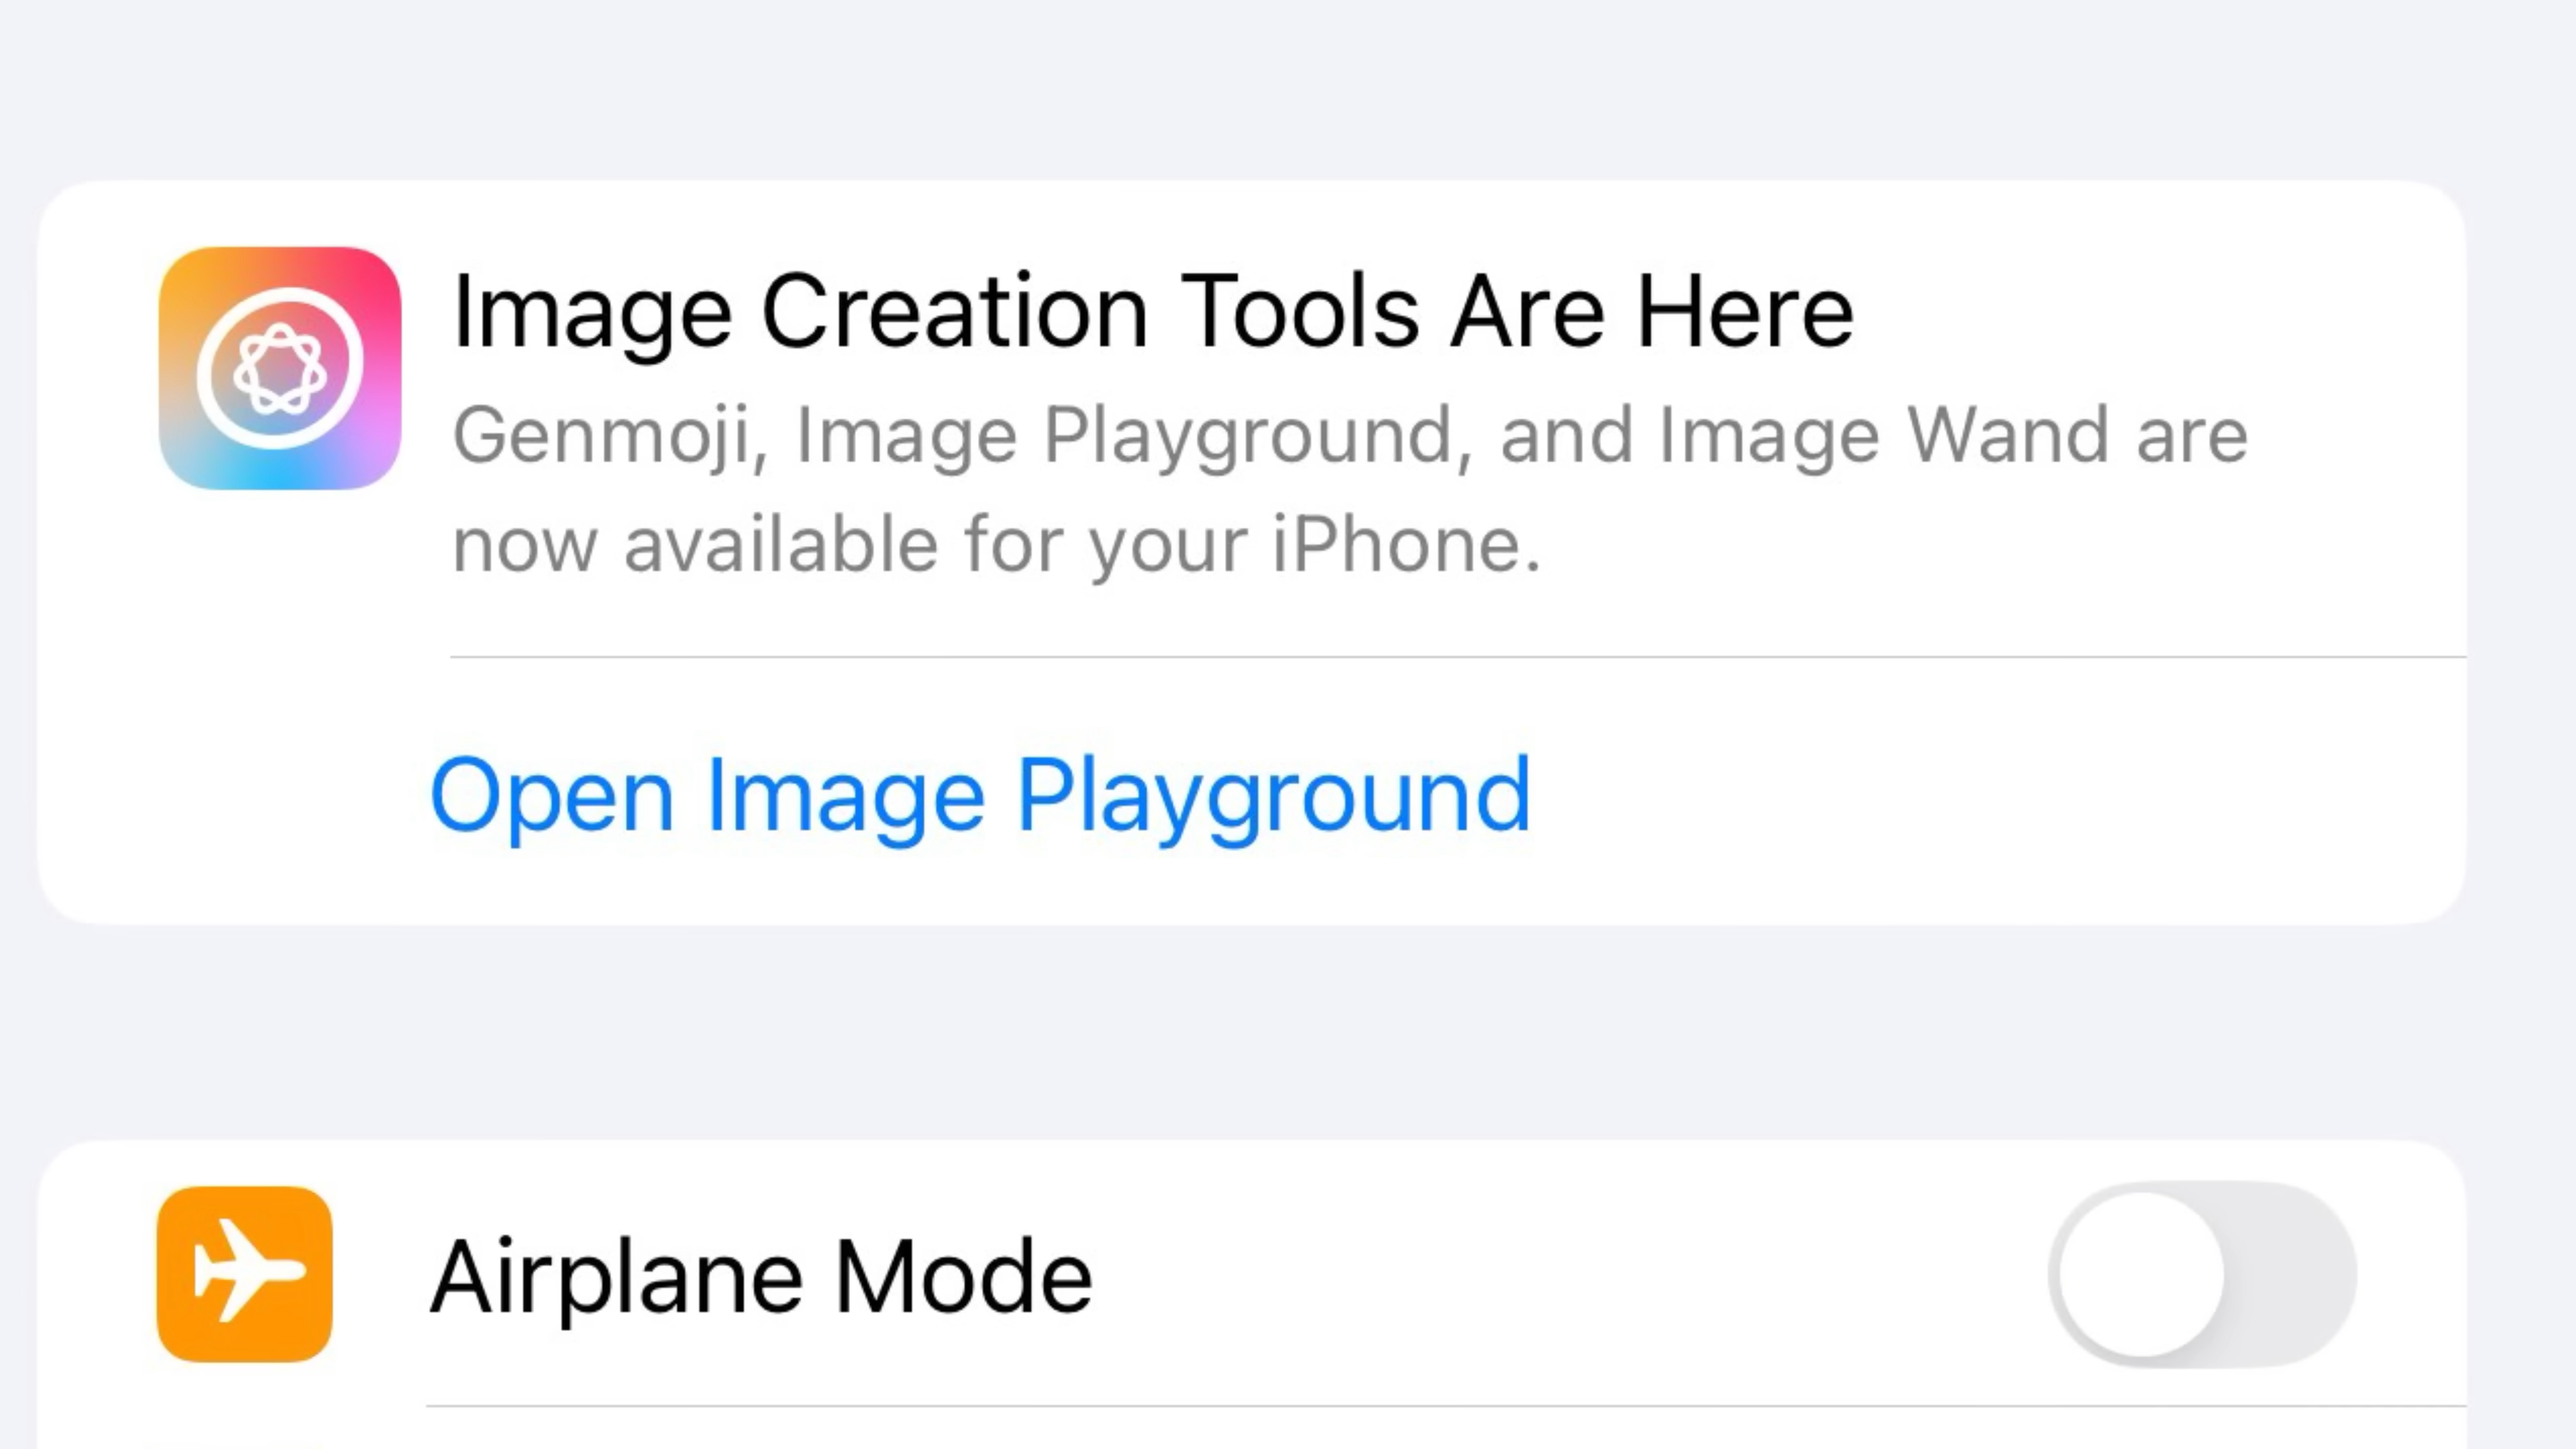 Image Creation Tools Are Here
Genmoji, Image Playground, and Image Wand are
now available for your iPhone.
Open Image Playground
Airplane Mode